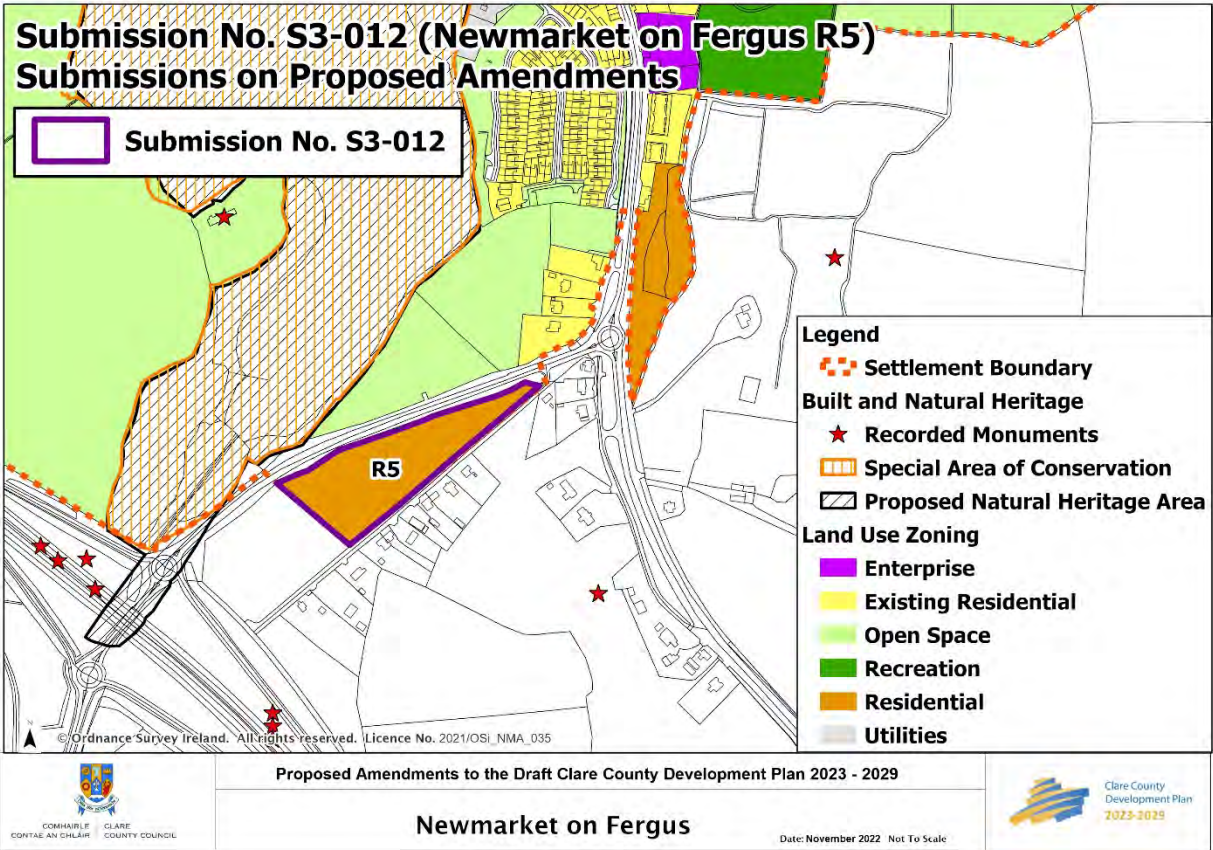 Submission No. S3-012 (Newmarket on Fergus R5)
Submissions on Proposed Amendments
Submission No. S3-012
R5
Legend
Settlement Boundary
Built and Natural Heritage
Recorded Monuments
Special Area of Conservation
Proposed Natural Heritage Area
Land Use Zoning
Enterprise
Existing Residential
Open Space
Recreation
Residential
Utilities
N
© Ordnance Survey Ireland. All rights reserved. Licence No. 2021/OSi_NMA_035
COMHAIRLE CLARE
CONTAE AN CHLÁIR COUNTY COUNCIL
Proposed Amendments to the Draft Clare County Development Plan 2023 - 2029
Newmarket on Fergus
Date: November 2022 Not To Scale
Clare County
Development Plan
2023-2029